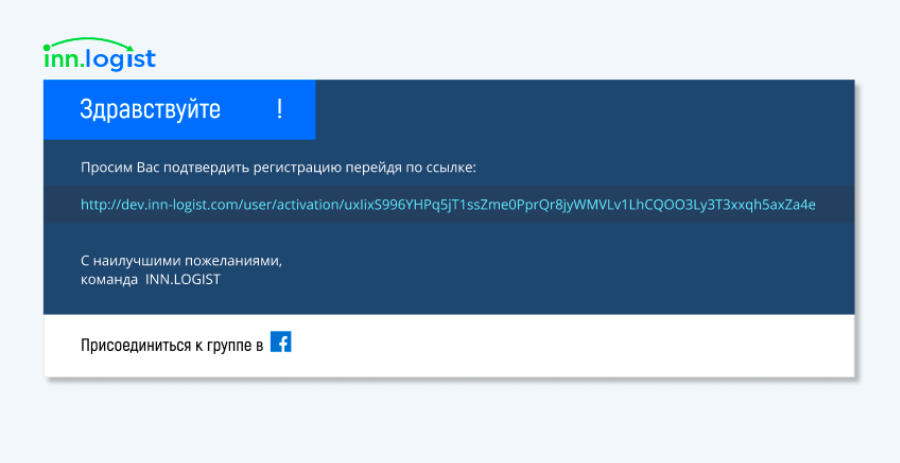 inn.logist
Здравствуйте !
Просим Вас подтвердить регистрацию перейдя по ссылке:
http://dev.inn-logist.com/user/activation/uxIixS996YHPq5jT1ssZme0PprQr8jyWMVLv1LhCQOO3Ly3T3xxqh5axZa4e
С наилучшими пожеланиями,
команда INN.LOGIST
Присоединиться к группе в f